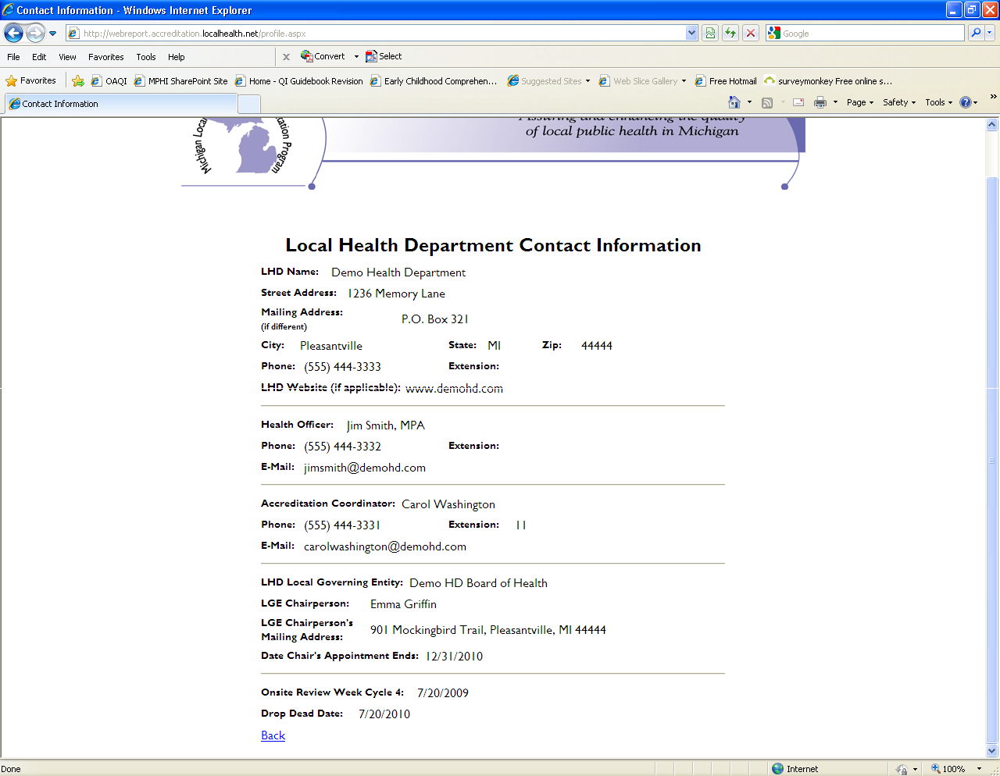 Contact Information - Windows Internet Explorer
http://webreport.accreditation.localhealth.net/profile.aspx
Google
File Edit View Favorites Tools Help
Convert Select
Favorites OAQI MPHI SharePoint Site Home - QI Guidebook Revision Early Childhood Comprehen... Suggested Sites Web Slice Gallery Free Hotmail surveymonkey Free online s...
Contact Information
Page Safety Tools
Michigan Loca
tation Program
Assuring and enhancing the quality
of local public health in Michigan
Local Health Department Contact Information
LHD Name: Demo Health Department
Street Address: 1236 Memory Lane
Mailing Address:
(if different)
P.O. Box 321
City: Pleasantville State: MI Zip: 44444
Phone: (555) 444-3333 Extension:
LHD Website (if applicable): www.demohd.com
Health Officer: Jim Smith, MPA
Phone: (555) 444-3332 Extension:
E-Mail: jimsmith@demohd.com
Accreditation Coordinator: Carol Washington
Phone: (555) 444-3331 Extension: 11
E-Mail: carolwashington@demohd.com
LHD Local Governing Entity: Demo HD Board of Health
LGE Chairperson: Emma Griffin
LGE Chairperson's
Mailing Address:
901 Mockingbird Trail, Pleasantville, MI 44444
Date Chair's Appointment Ends: 12/31/2010
Onsite Review Week Cycle 4: 7/20/2009
Drop Dead Date: 7/20/2010
Back
Done Internet 100%